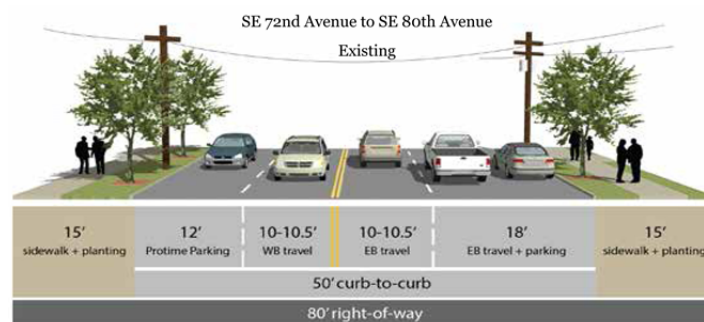 SE 72nd Avenue to SE 80th Avenue
Existing
15' 12' 10-10.5' 10-10.5' 18' 15'
sidewalk + planting Protime Parking WB travel EB travel EB travel + parking sidewalk + planting
50' curb-to-curb
80' right-of-way